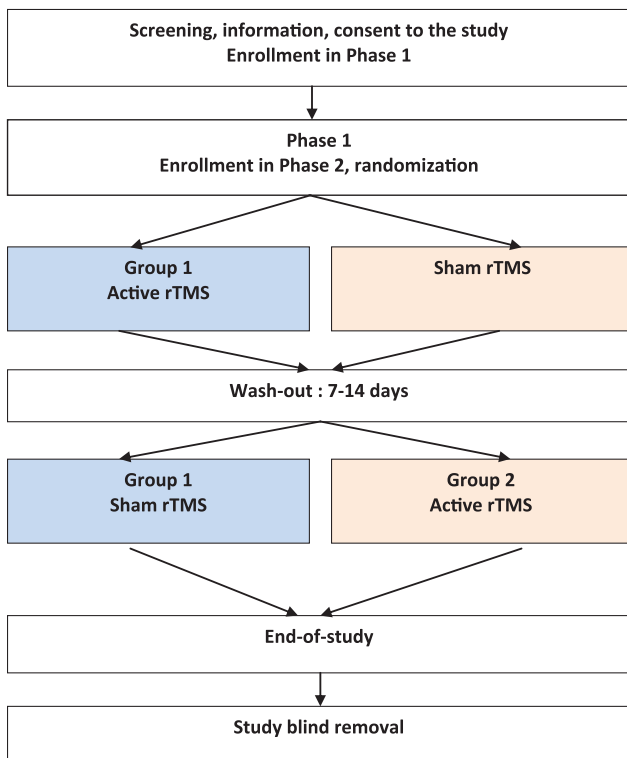 Screening, information, consent to the study
Enrollment in Phase 1
Phase 1
Enrollment in Phase 2, randomization
Group 1
Active rTMS
Sham rTMS
Wash-out : 7-14 days
Group 1
Sham rTMS
Group 2
Active rTMS
End-of-study
Study blind removal